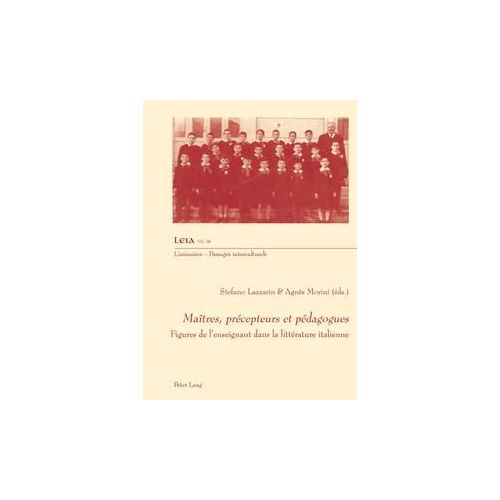 LEIA
Liminaires – Passages interculturels
Stefano Lazzarin & Agnès Morini (éds.)
Maîtres, précepteurs et pédagogues
Figures de l'enseignant dans la littérature italienne
Peter Lang